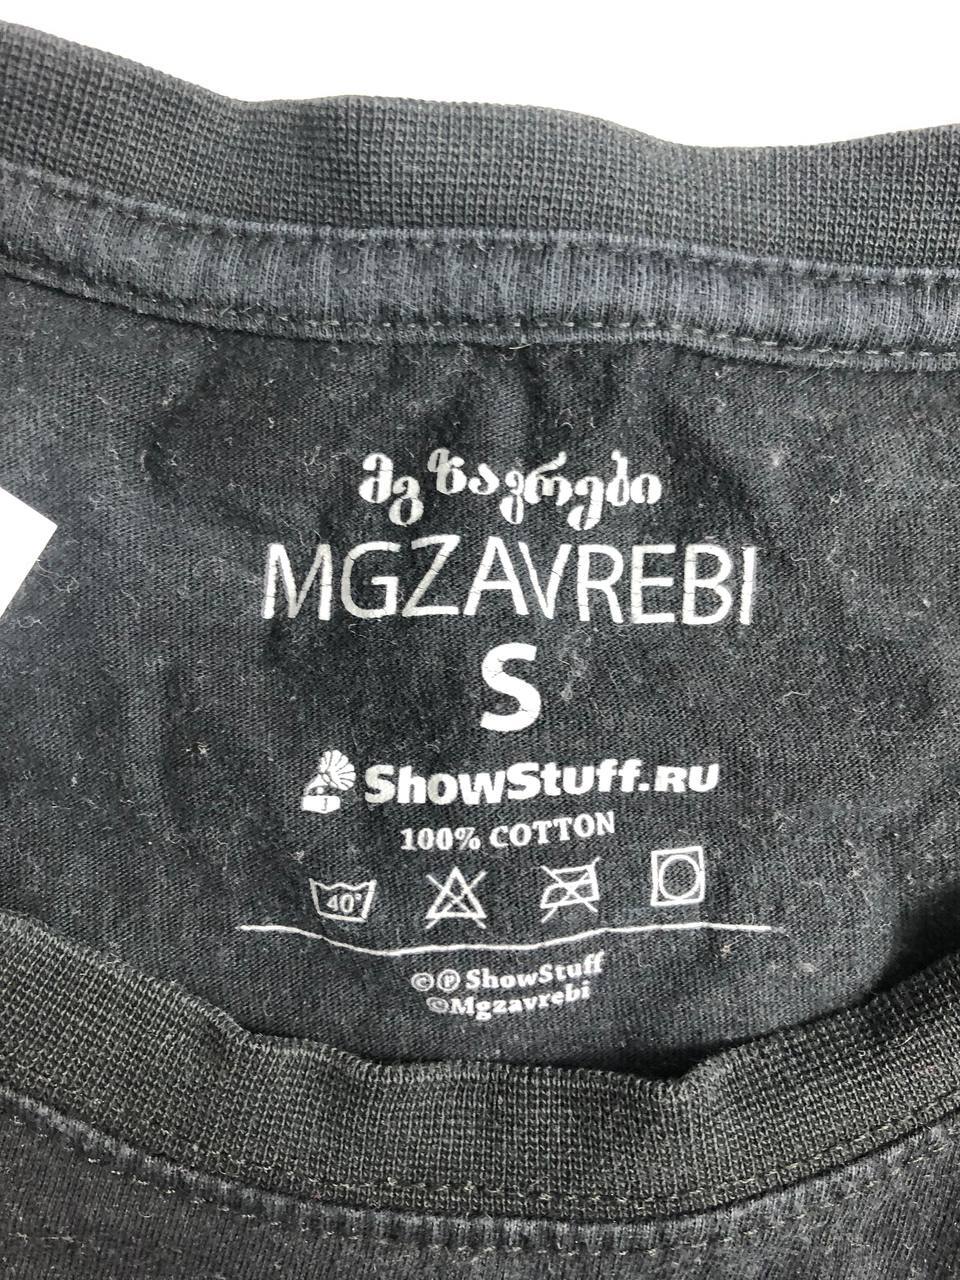 მგზავრები
MGZAVREBI
S
ShowStuff.RU
100% COTTON
40°
©℗ ShowStuff
©Mgzavrebi